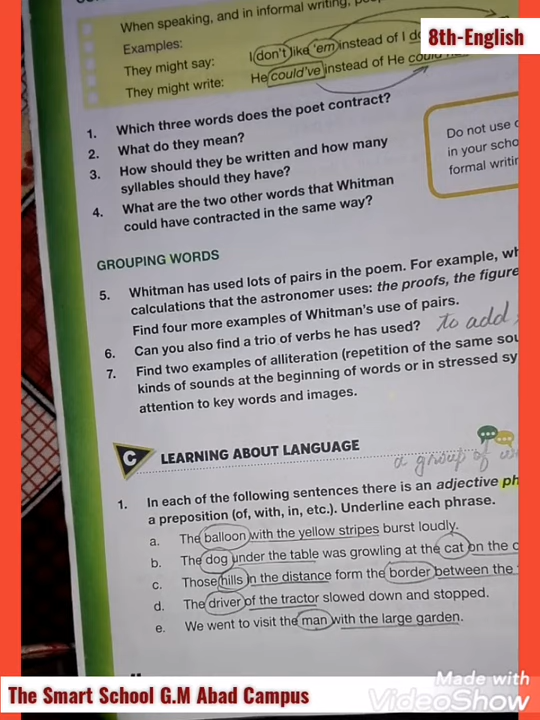 When speaking, and in informal writing,
8th-English
Examples:
They might say: I don't like 'em instead of I
They might write: He could've instead of He could
1. Which three words does the poet contract?
2. What do they mean?
3. How should they be written and how many
syllables should they have?
4. What are the two other words that Whitman
could have contracted in the same way?
Do not use
in your
formal
GROUPING WORDS
5. Whitman has used lots of pairs in the poem. For example,
calculations that the astronomer uses: the proofs, the
Find four more examples of Whitman's use of pairs.
6. Can you also find a trio of verbs he has used? to add
7. Find two examples of alliteration (repetition of the same
kinds of sounds at the beginning of words or in stressed
attention to key words and images.
C LEARNING ABOUT LANGUAGE
a group of
1. In each of the following sentences there is an adjective
a preposition (of, with, in, etc.). Underline each phrase.
a. The balloon with the yellow stripes burst loudly.
b. The dog under the table was growling at the cat on the
c. Those hills in the distance form the border between the
d. The driver of the tractor slowed down and stopped.
e. We went to visit the man with the large garden.
Made with
The Smart School G.M Abad Campus
VideoShow